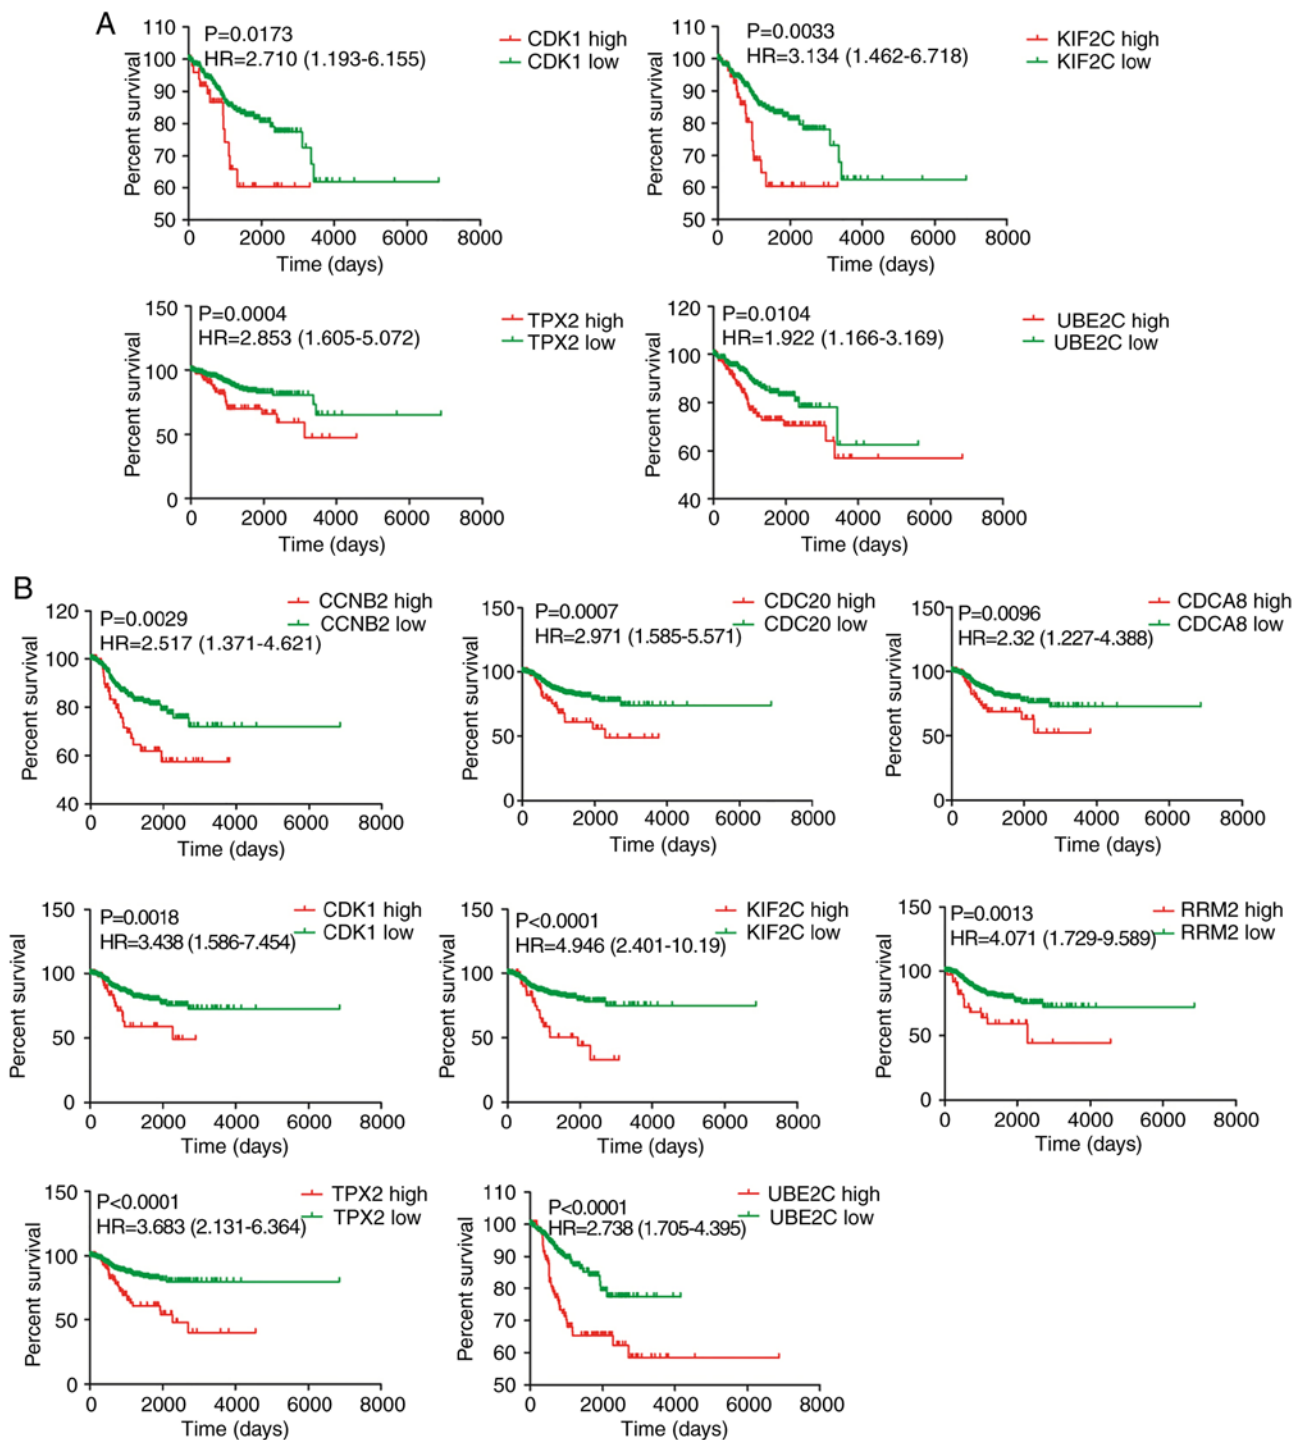 A
P=0.0173
HR=2.710 (1.193-6.155)
CDK1 high
CDK1 low
Percent survival
110
100
90
80
70
60
50
0 2000 4000 6000 8000
Time (days)
P=0.0033
HR=3.134 (1.462-6.718)
KIF2C high
KIF2C low
Percent survival
110
100
90
80
70
60
50
0 2000 4000 6000 8000
Time (days)
P=0.0004
HR=2.853 (1.605-5.072)
TPX2 high
TPX2 low
Percent survival
150
100
50
0
0 2000 4000 6000 8000
Time (days)
P=0.0104
HR=1.922 (1.166-3.169)
UBE2C high
UBE2C low
Percent survival
120
100
80
60
40
0 2000 4000 6000 8000
Time (days)
B
P=0.0029
HR=2.517 (1.371-4.621)
CCNB2 high
CCNB2 low
Percent survival
120
100
80
60
40
0 2000 4000 6000 8000
Time (days)
P=0.0007
HR=2.971 (1.585-5.571)
CDC20 high
CDC20 low
Percent survival
150
100
50
0
0 2000 4000 6000 8000
Time (days)
P=0.0096
HR=2.32 (1.227-4.388)
CDCA8 high
CDCA8 low
Percent survival
150
100
50
0
0 2000 4000 6000 8000
Time (days)
P=0.0018
HR=3.438 (1.586-7.454)
CDK1 high
CDK1 low
Percent survival
150
100
50
0
0 2000 4000 6000 8000
Time (days)
P<0.0001
HR=4.946 (2.401-10.19)
KIF2C high
KIF2C low
Percent survival
150
100
50
0
0 2000 4000 6000 8000
Time (days)
P=0.0013
HR=4.071 (1.729-9.589)
RRM2 high
RRM2 low
Percent survival
150
100
50
0
0 2000 4000 6000 8000
Time (days)
P<0.0001
HR=3.683 (2.131-6.364)
TPX2 high
TPX2 low
Percent survival
150
100
50
0
0 2000 4000 6000 8000
Time (days)
P<0.0001
HR=2.738 (1.705-4.395)
UBE2C high
UBE2C low
Percent survival
110
100
90
80
70
60
50
0 2000 4000 6000 8000
Time (days)